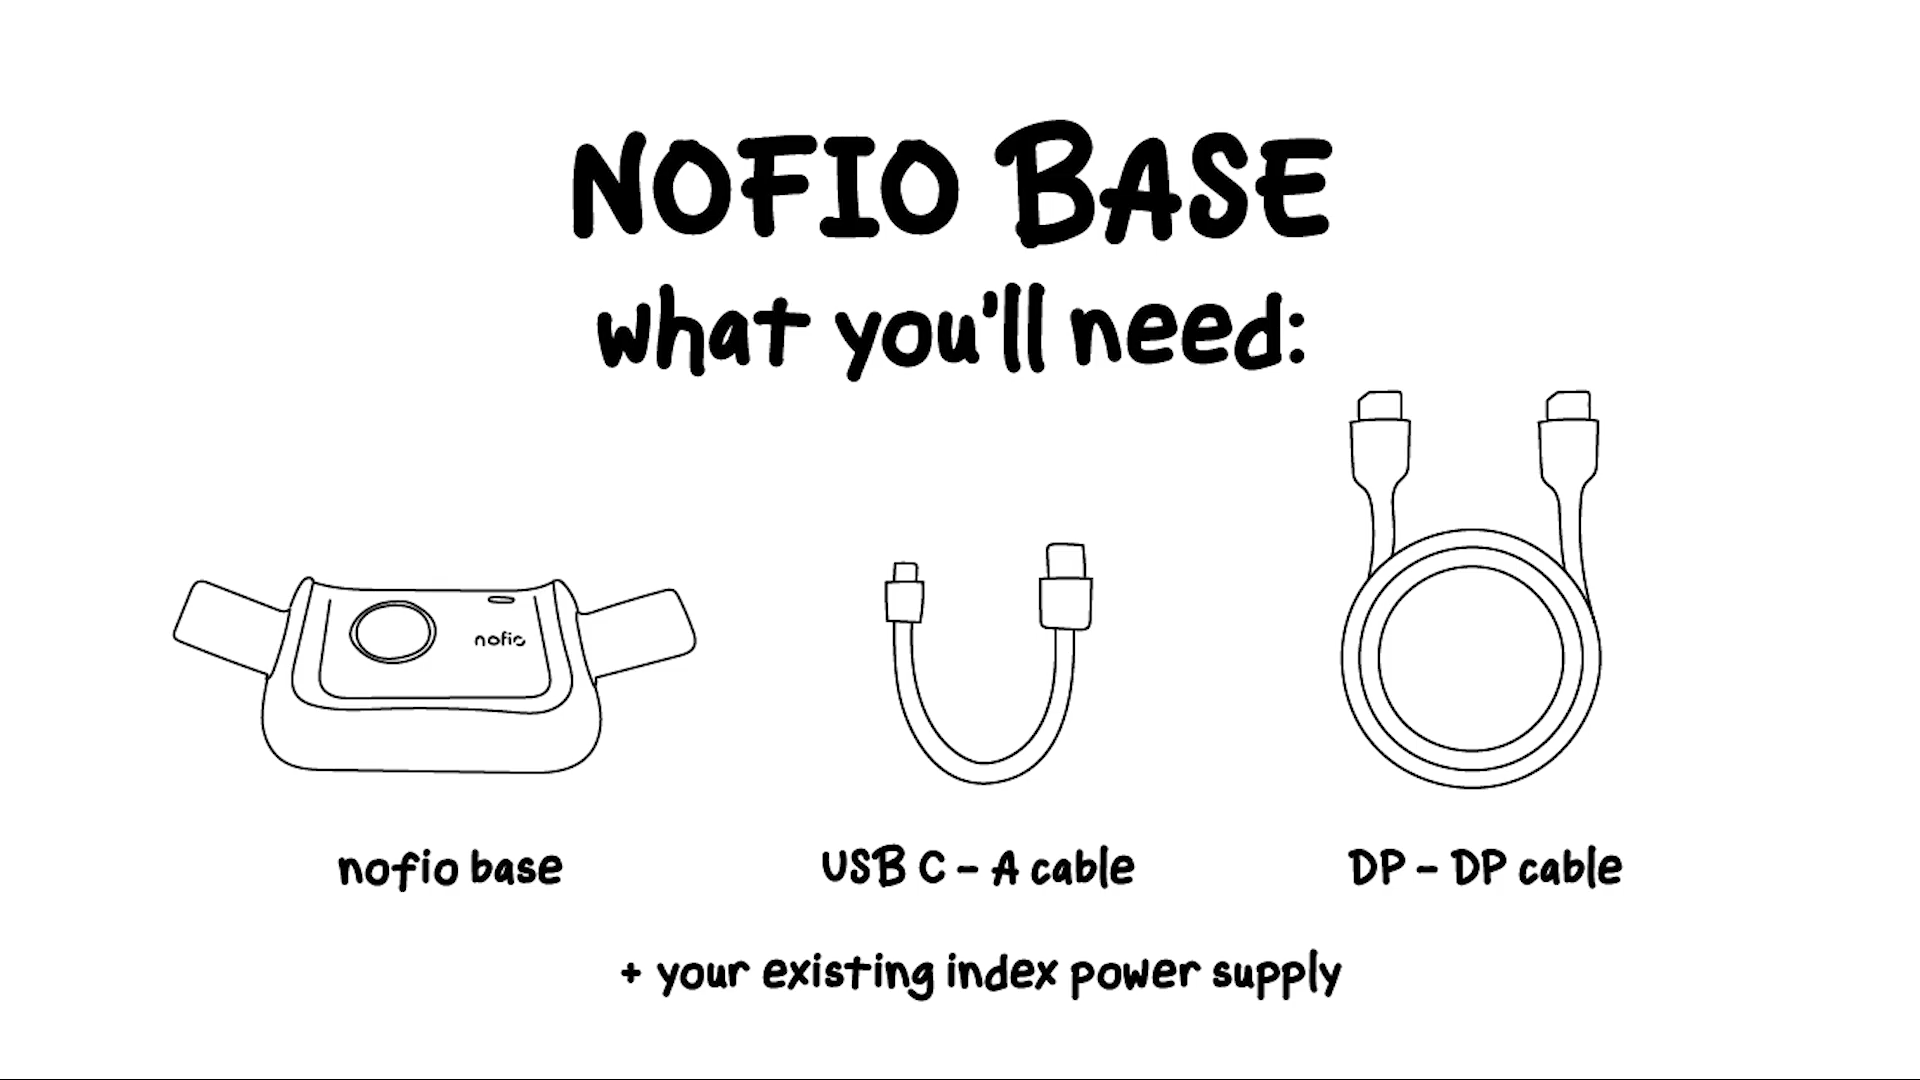 NOFIO BASE
what you'll need:
nofio
nofio base
USB C - A cable
DP - DP cable
+ your existing index power supply